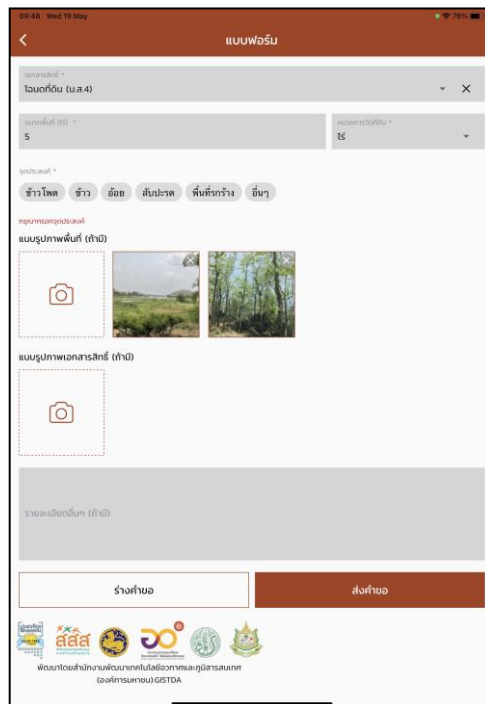 09:48 Wed 19 May
76%
แบบฟอร์ม
เอกสารสิทธิ์ *
โฉนดที่ดิน (น.ส.4)
ขนาดพื้นที่ (ไร่) *
5
หน่วยการวัดที่ดิน *
ไร่
จุดประสงค์ *
ข้าวโพด ข้าว อ้อย สับปะรด พื้นที่รกร้าง อื่นๆ
กรุณากรอกจุดประสงค์
แนบรูปภาพพื้นที่ (ถ้ามี)
แนบรูปภาพเอกสารสิทธิ์ (ถ้ามี)
รายละเอียดอื่นๆ (ถ้ามี)
ร่างคำขอ
ส่งคำขอ
สสส
พัฒนาโดยสำนักงานพัฒนาเทคโนโลยีอวกาศและภูมิสารสนเทศ
(องค์การมหาชน):GISTDA